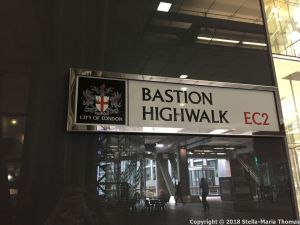 BASTION
HIGHWALK EC2
CITY OF LONDON
Copyright © 2018 Stella-Maria Thomas